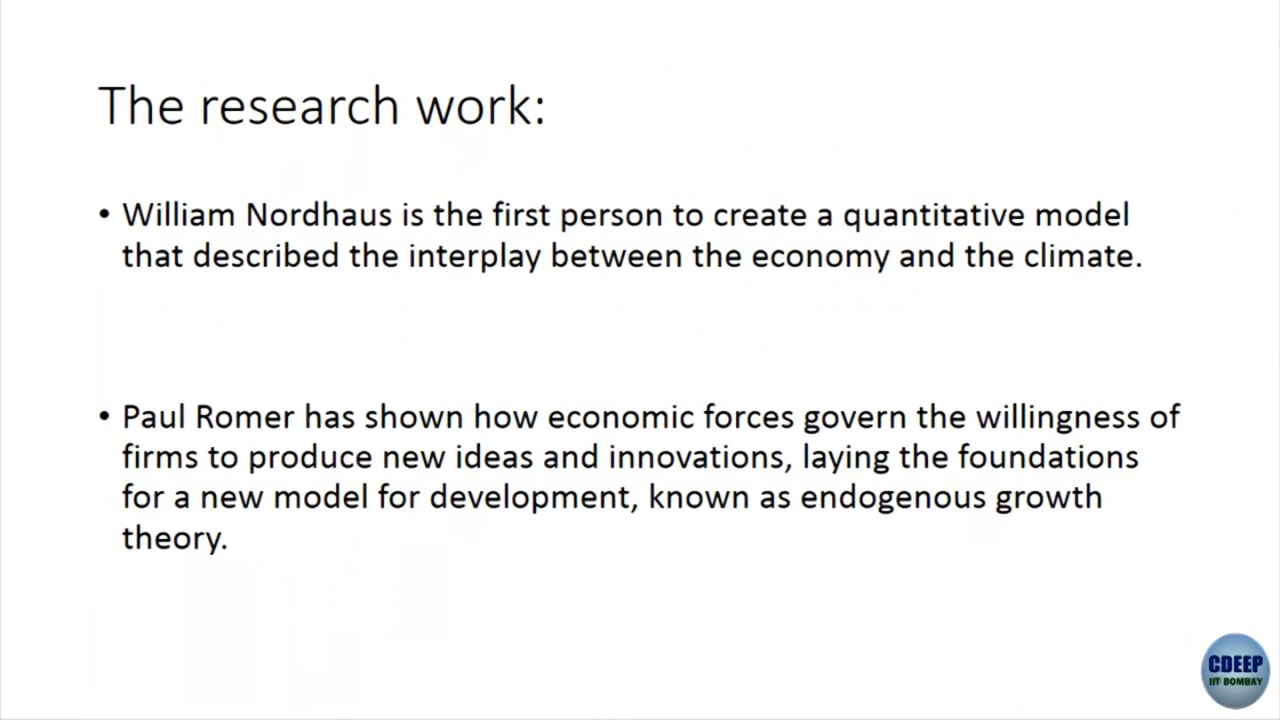 The research work:
• William Nordhaus is the first person to create a quantitative model
that described the interplay between the economy and the climate.
• Paul Romer has shown how economic forces govern the willingness of
firms to produce new ideas and innovations, laying the foundations
for a new model for development, known as endogenous growth
theory.
CDEEP
IIT BOMBAY